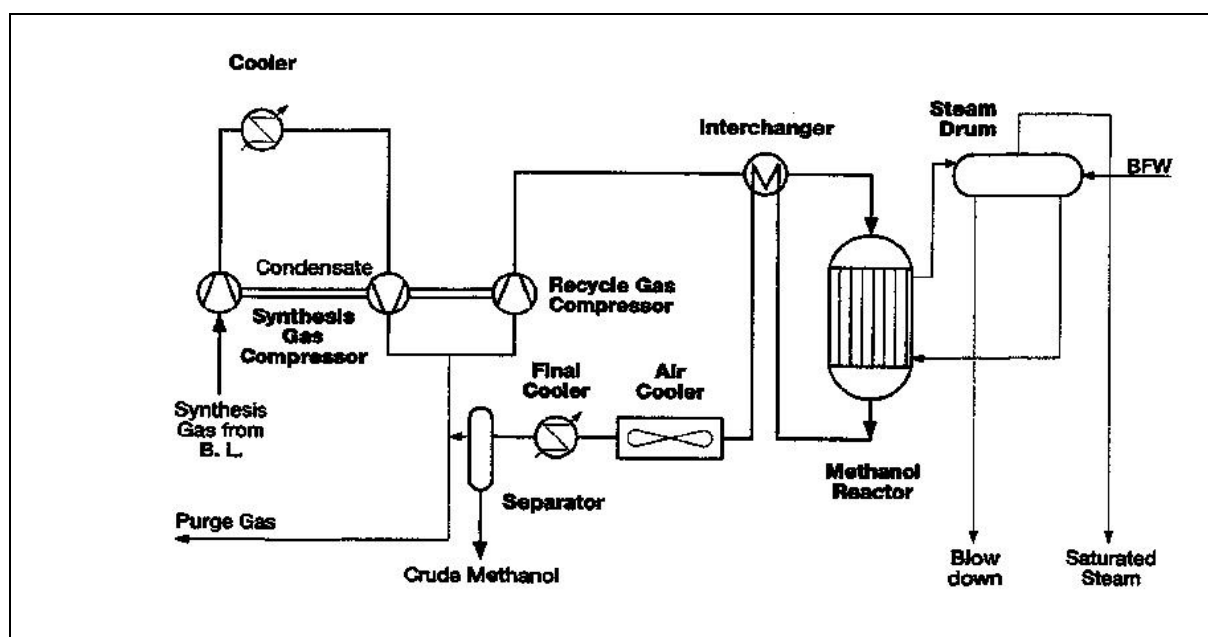 Cooler
Steam
Drum
Interchanger
BFW
Condensate
Recycle Gas
Compressor
Synthesis
Gas
Compressor
Final
Cooler
Air
Cooler
Synthesis
Gas from
B. L.
Methanol
Reactor
Separator
Purge Gas
Crude Methanol
Blow
down
Saturated
Steam